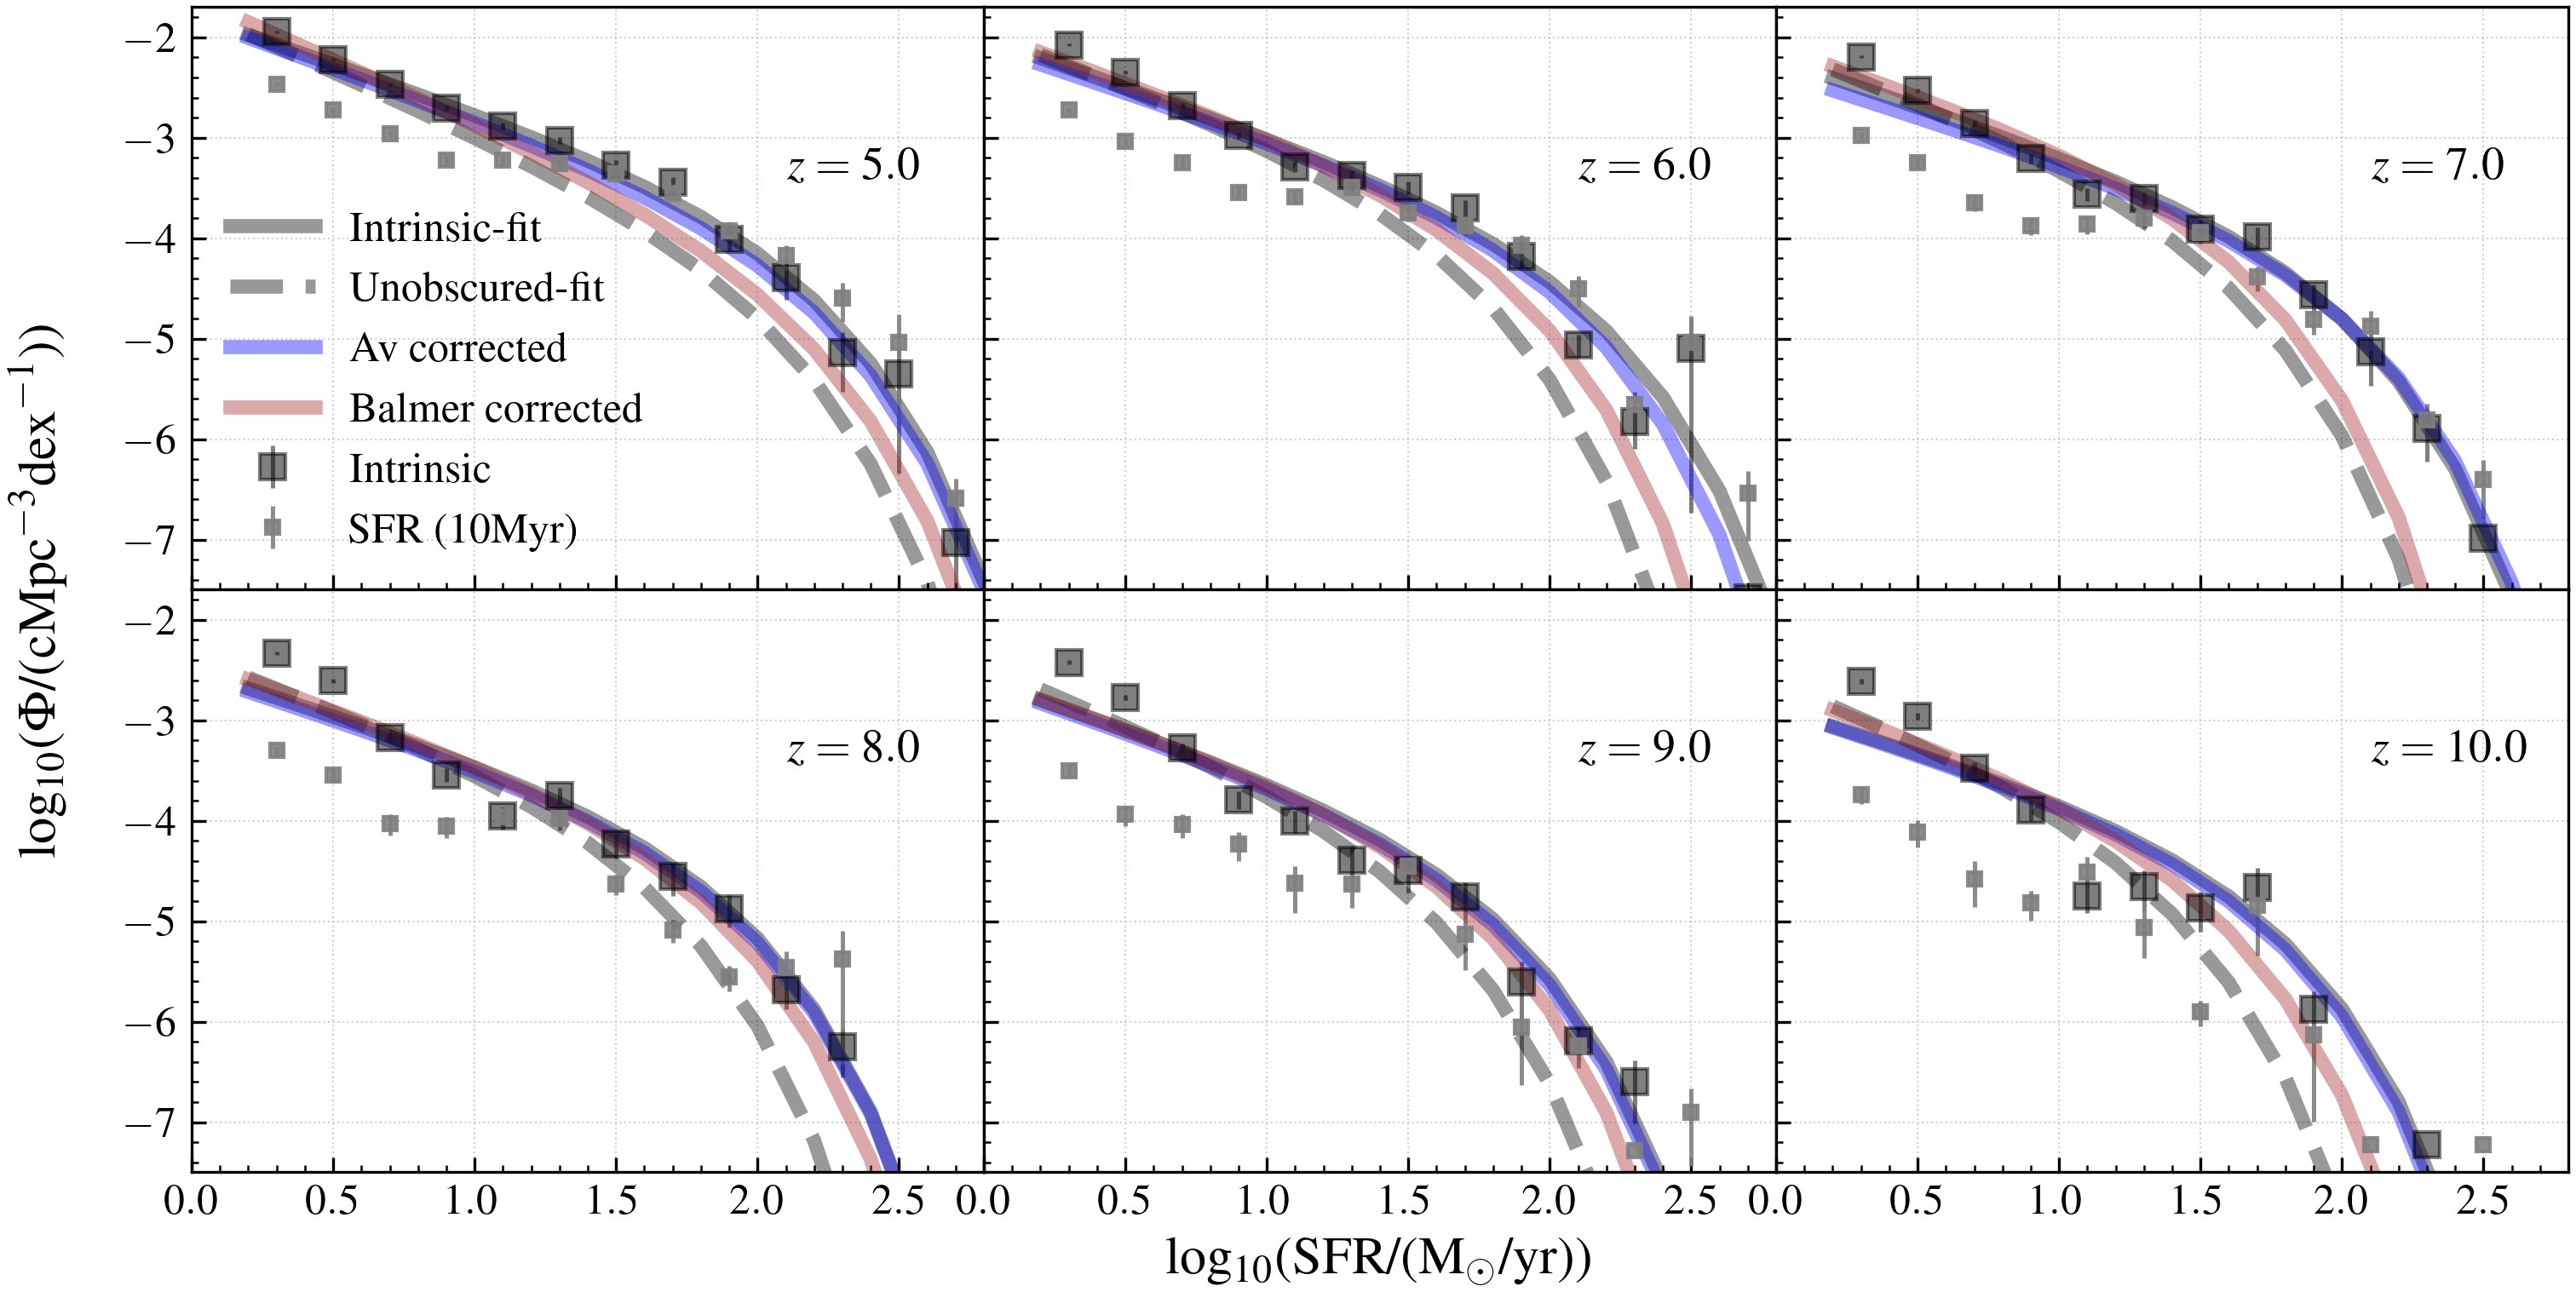 log₁₀(Φ/(cMpc⁻³dex⁻¹))
−2
−3
−4
−5
−6
−7
z = 5.0
Intrinsic-fit
Unobscured-fit
Av corrected
Balmer corrected
Intrinsic
SFR (10Myr)
z = 6.0
z = 7.0
−2
−3
−4
−5
−6
−7
z = 8.0
z = 9.0
z = 10.0
0.0 0.5 1.0 1.5 2.0 2.5 0.0 0.5 1.0 1.5 2.0 2.5 0.0 0.5 1.0 1.5 2.0 2.5
log₁₀(SFR/(M☉/yr))